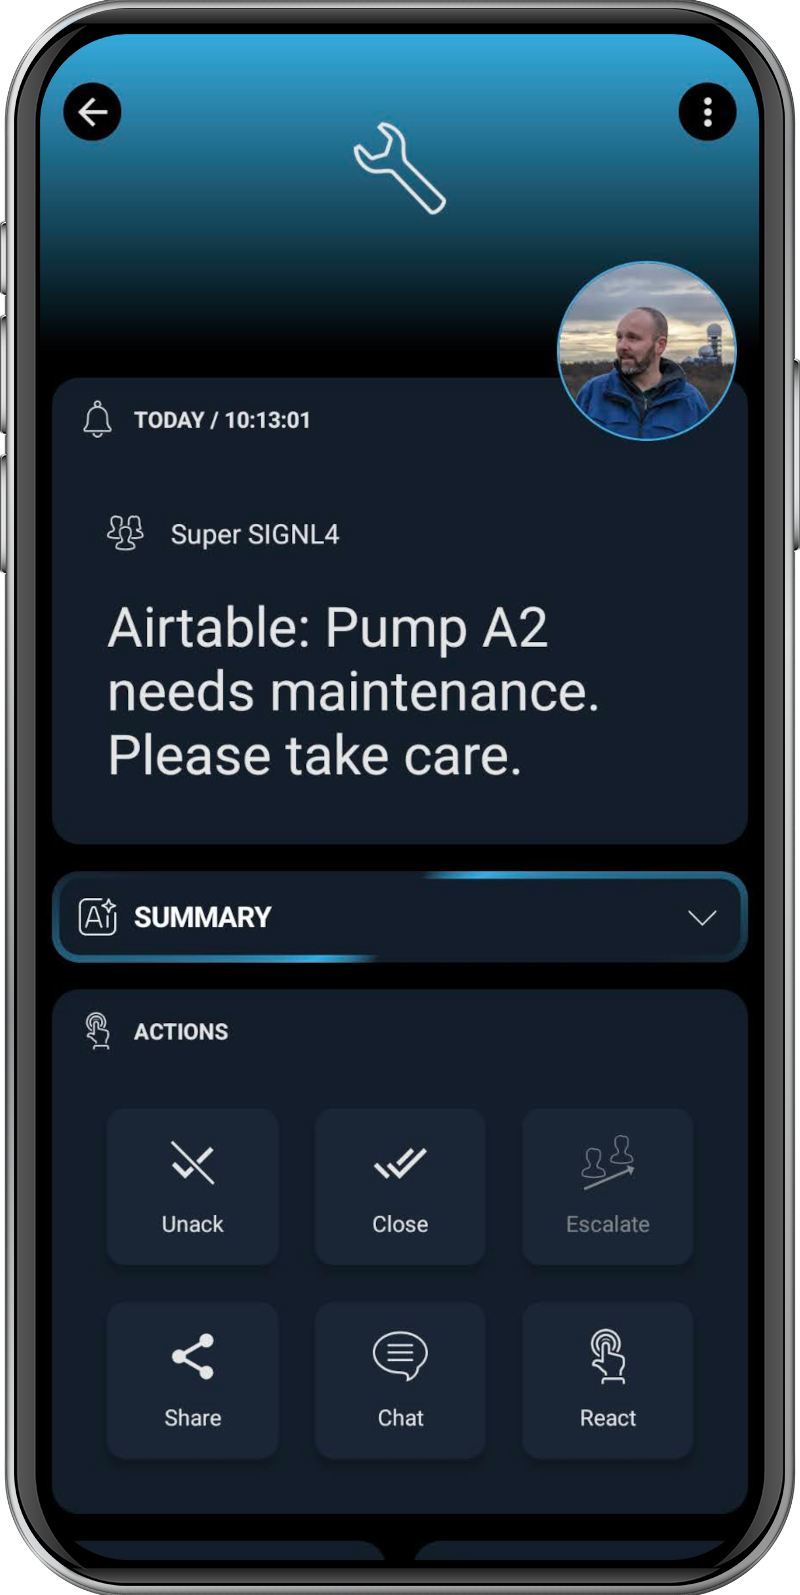 TODAY / 10:13:01
Super SIGNL4
Airtable: Pump A2
needs maintenance.
Please take care.
Ai SUMMARY
ACTIONS
Unack
Close
Escalate
Share
Chat
React